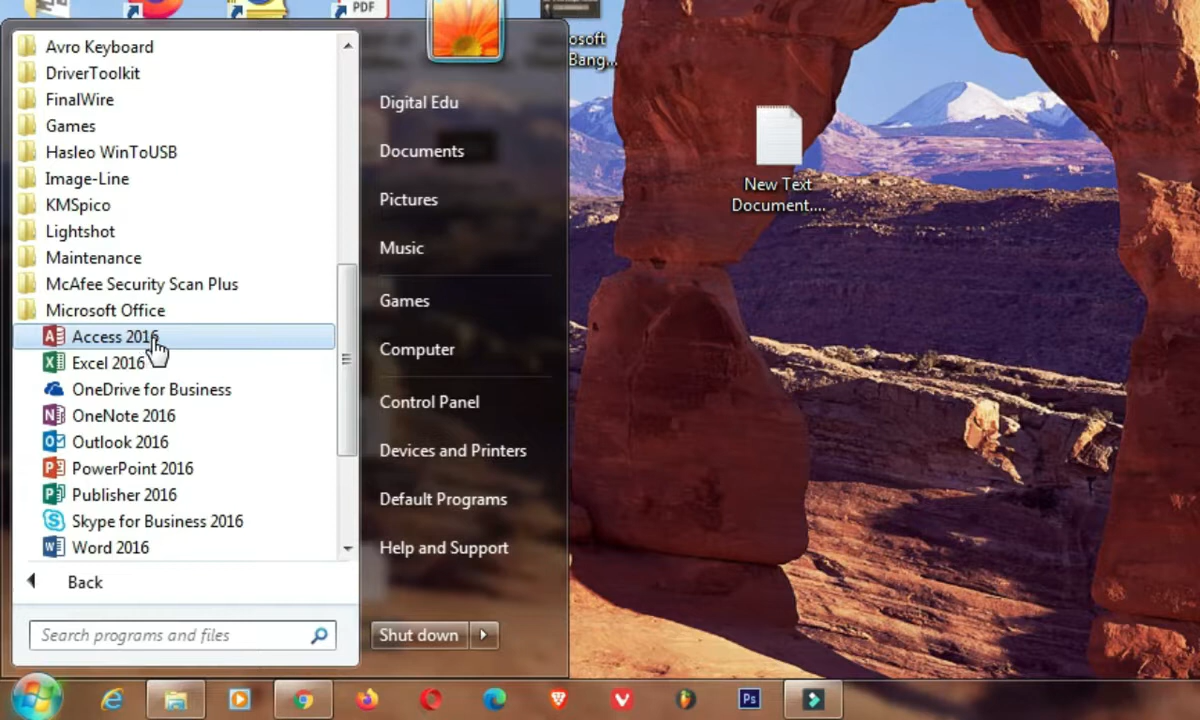 PDF
osoft
Bang...
Avro Keyboard
DriverToolkit
FinalWire
Games
Hasleo WinToUSB
Image-Line
KMSpico
Lightshot
Maintenance
McAfee Security Scan Plus
Microsoft Office
Access 2016
Excel 2016
OneDrive for Business
OneNote 2016
Outlook 2016
PowerPoint 2016
Publisher 2016
Skype for Business 2016
Word 2016
Back
Search programs and files
Digital Edu
Documents
Pictures
Music
Games
Computer
Control Panel
Devices and Printers
Default Programs
Help and Support
Shut down
New Text
Document....
Ps